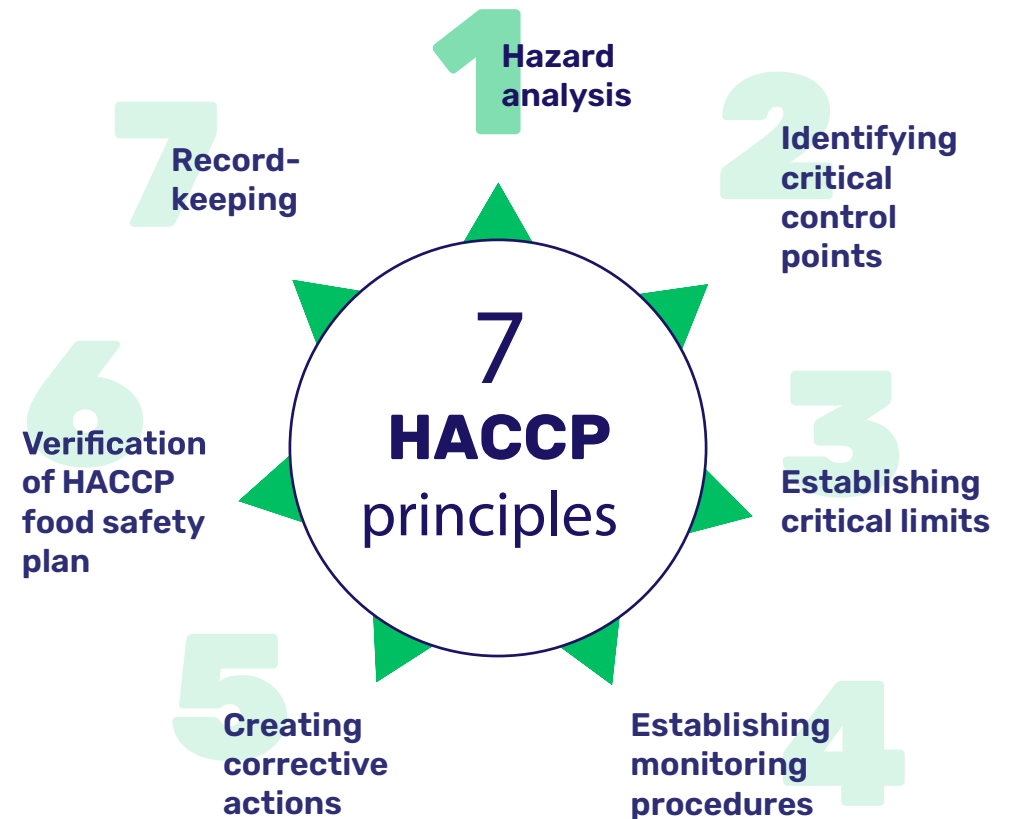 7
HACCP
principles
1
Hazard
analysis
2
Identifying
critical
control
points
3
Establishing
critical limits
4
Establishing
monitoring
procedures
5
Creating
corrective
actions
6
Verification
of HACCP
food safety
plan
7
Record-
keeping